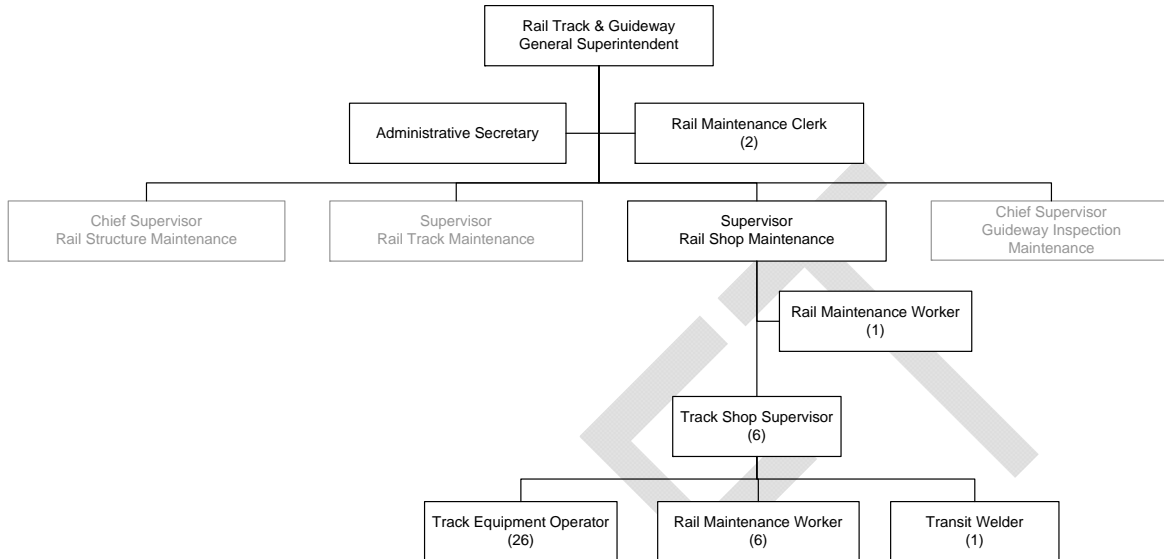 Rail Track & Guideway
General Superintendent
Administrative Secretary
Rail Maintenance Clerk
(2)
Chief Supervisor
Rail Structure Maintenance
Supervisor
Rail Track Maintenance
Supervisor
Rail Shop Maintenance
Chief Supervisor
Guideway Inspection
Maintenance
Rail Maintenance Worker
(1)
Track Shop Supervisor
(6)
Track Equipment Operator
(26)
Rail Maintenance Worker
(6)
Transit Welder
(1)